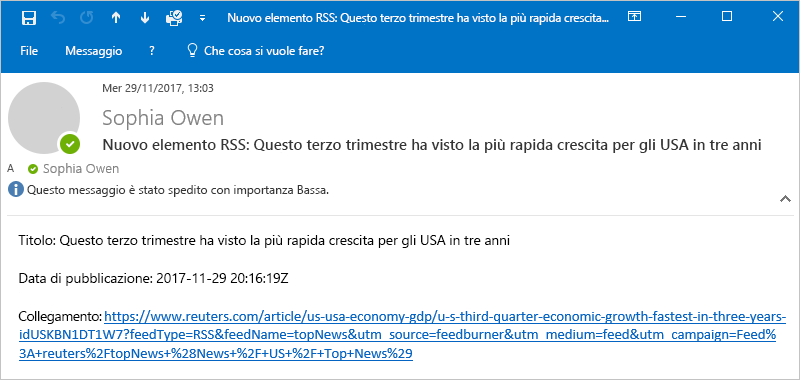 Nuovo elemento RSS: Questo terzo trimestre ha visto la più rapida crescita...
File Messaggio ? Che cosa si vuole fare?
Mer 29/11/2017, 13:03
Sophia Owen
Nuovo elemento RSS: Questo terzo trimestre ha visto la più rapida crescita per gli USA in tre anni
A Sophia Owen
Questo messaggio è stato spedito con importanza Bassa.
Titolo: Questo terzo trimestre ha visto la più rapida crescita per gli USA in tre anni
Data di pubblicazione: 2017-11-29 20:16:19Z
Collegamento: https://www.reuters.com/article/us-usa-economy-gdp/u-s-third-quarter-economic-growth-fastest-in-three-years-
idUSKBN1DT1W7?feedType=RSS&feedName=topNews&utm_source=feedburner&utm_medium=feed&utm_campaign=Feed%
3A+reuters%2FtopNews+%28News+%2F+US+%2F+Top+News%29